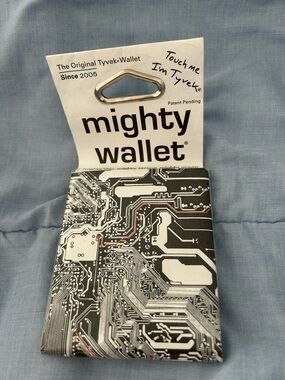 The Original Tyvek® Wallet
Since 2005
Touch me
I'm Tyvek®
Patent Pending
mighty
wallet®